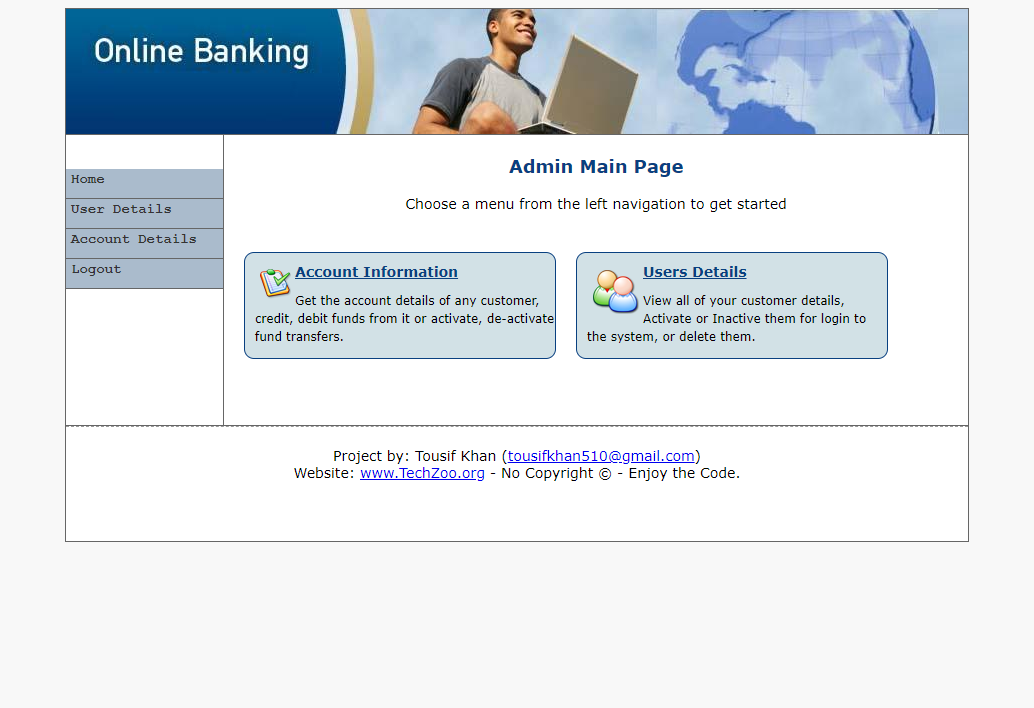 Online Banking
Home
User Details
Account Details
Logout
Admin Main Page
Choose a menu from the left navigation to get started
Account Information
Get the account details of any customer,
credit, debit funds from it or activate, de-activate
fund transfers.
Users Details
View all of your customer details,
Activate or Inactive them for login to
the system, or delete them.
Project by: Tousif Khan (tousifkhan510@gmail.com)
Website: www.TechZoo.org - No Copyright © - Enjoy the Code.